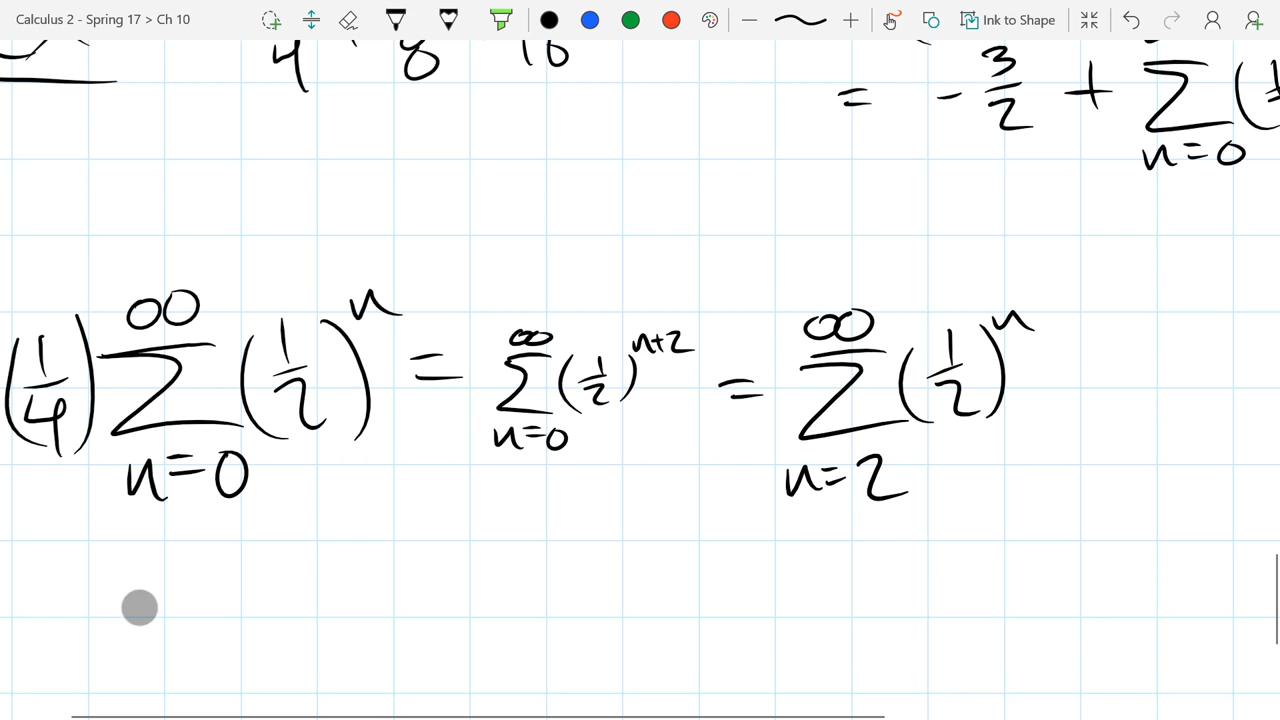 Calculus 2 - Spring 17 > Ch 10
Ink to Shape
4 8 16
= - 3/2 + ∑ n=0 (1
(1/4) ∑ n=0 ∞ (1/2)^n = ∑ n=0 ∞ (1/2)^n+2 = ∑ n=2 ∞ (1/2)^n